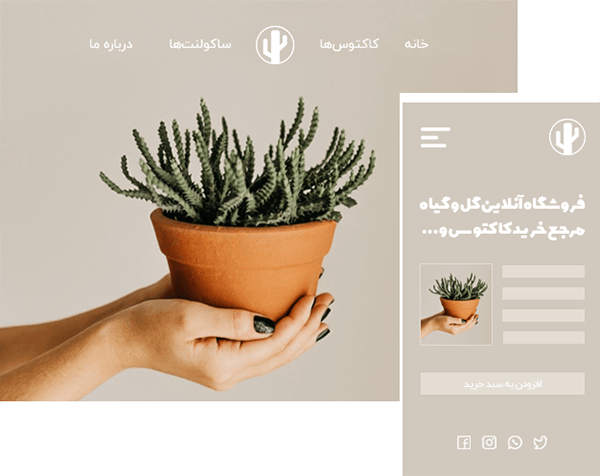 خانه کاکتوس‌ها ساکولنت‌ها درباره ما
فروشگاه آنلاین گل و گیاه
مرجع خرید کاکتوس و...
افزودن به سبد خرید